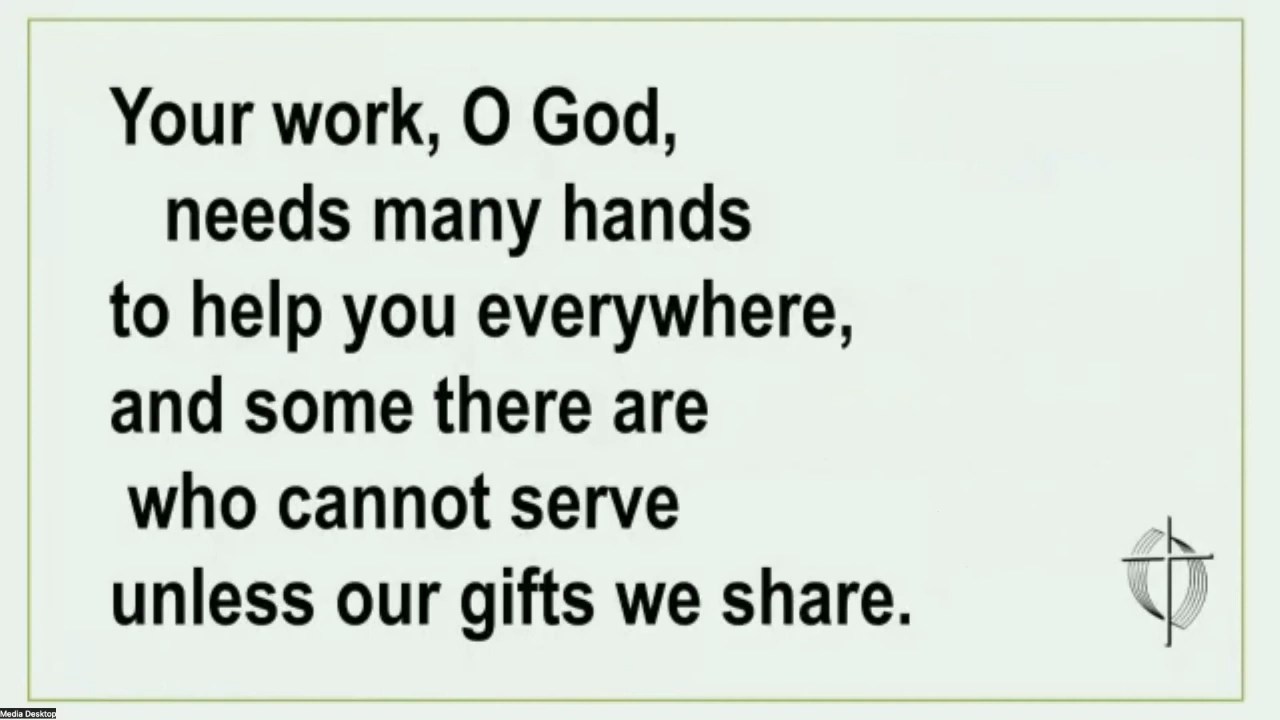 Your work, O God,
needs many hands
to help you everywhere,
and some there are
who cannot serve
unless our gifts we share.
Media Desktop